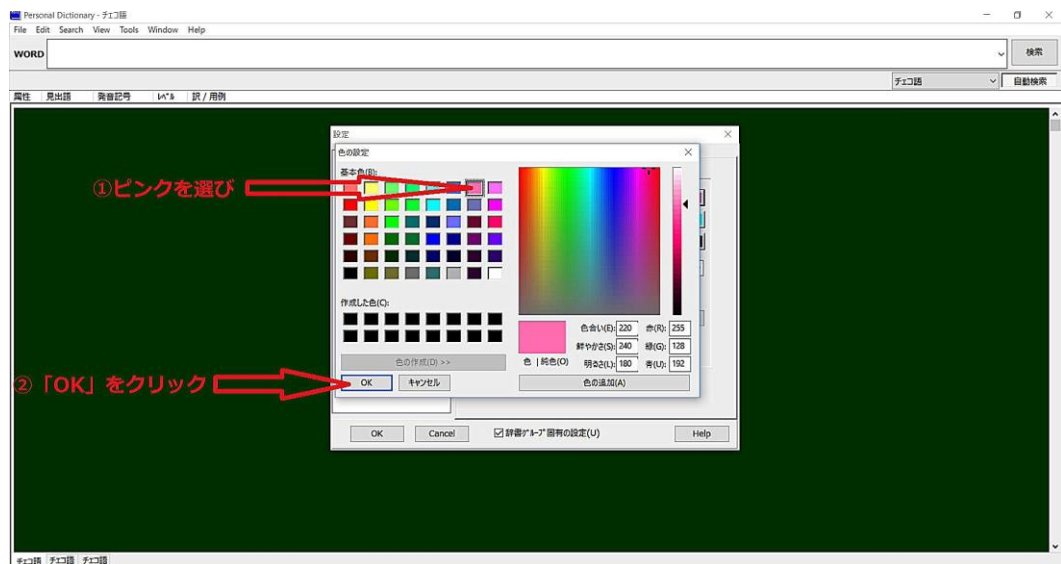 Personal Dictionary - チェコ語
File Edit Search View Tools Window Help
WORD
検索
チェコ語
自動検索
属性 見出語 発音記号 ﾚﾍﾞﾙ 訳 / 用例
設定
色の設定
基本色(B):
①ピンクを選び
作成した色(C):
色合い(E): 220 赤(R): 255
鮮やかさ(S): 240 緑(G): 128
色 | 純色(O) 明るさ(L): 180 青(U): 192
色の作成(D) >>
②「OK」をクリック
OK キャンセル 色の追加(A)
OK Cancel 辞書ｸﾞﾙｰﾌﾟ固有の設定(U) Help
チェコ語 チェコ語 チェコ語